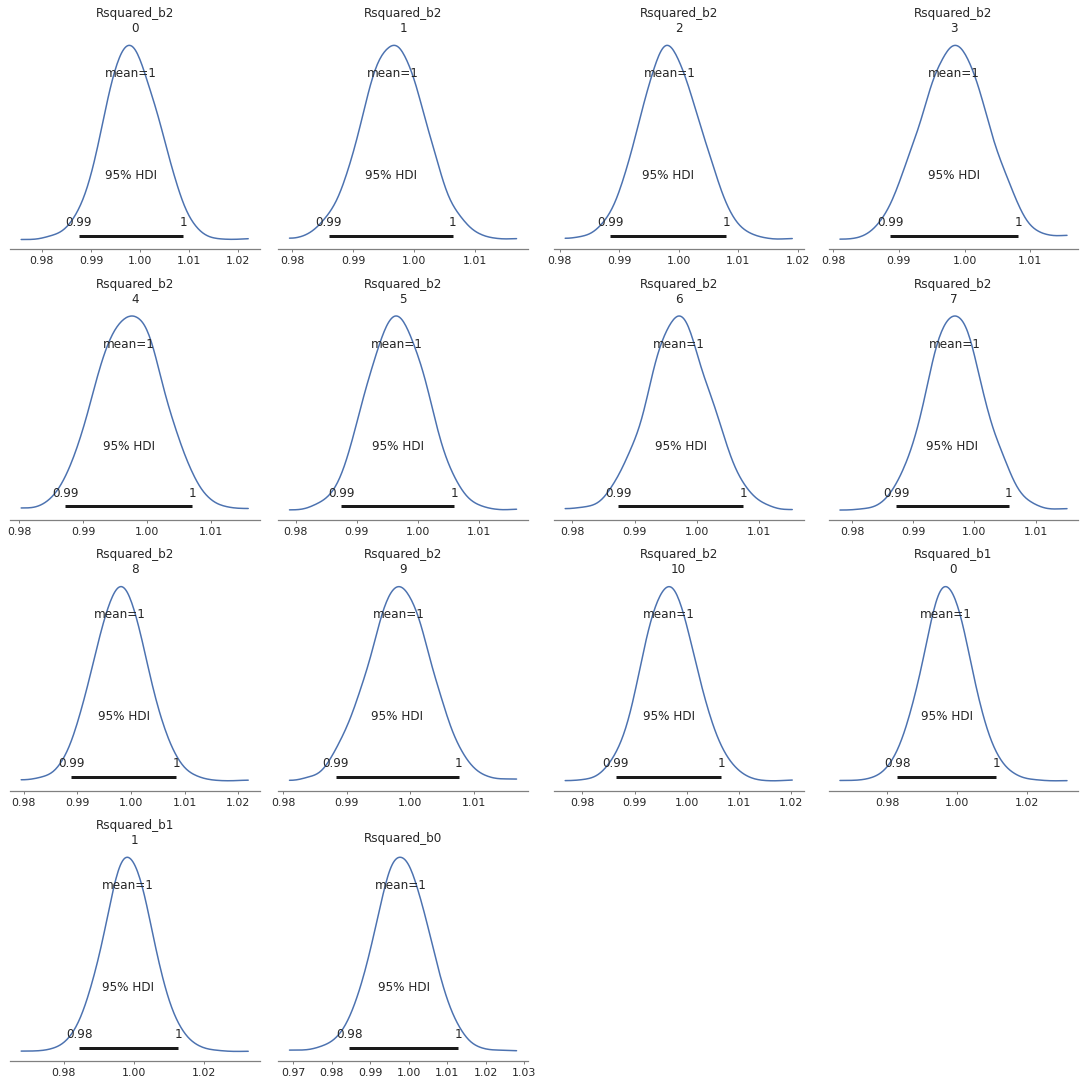 Rsquared_b2
0
mean=1
95% HDI
0.99 1
0.98 0.99 1.00 1.01 1.02
Rsquared_b2
1
mean=1
95% HDI
0.99 1
0.98 0.99 1.00 1.01
Rsquared_b2
2
mean=1
95% HDI
0.99 1
0.98 0.99 1.00 1.01 1.02
Rsquared_b2
3
mean=1
95% HDI
0.99 1
0.98 0.99 1.00 1.01
Rsquared_b2
4
mean=1
95% HDI
0.99 1
0.98 0.99 1.00 1.01
Rsquared_b2
5
mean=1
95% HDI
0.99 1
0.98 0.99 1.00 1.01
Rsquared_b2
6
mean=1
95% HDI
0.99 1
0.98 0.99 1.00 1.01
Rsquared_b2
7
mean=1
95% HDI
0.99 1
0.98 0.99 1.00 1.01
Rsquared_b2
8
mean=1
95% HDI
0.99 1
0.98 0.99 1.00 1.01 1.02
Rsquared_b2
9
mean=1
95% HDI
0.99 1
0.98 0.99 1.00 1.01
Rsquared_b2
10
mean=1
95% HDI
0.99 1
0.98 0.99 1.00 1.01 1.02
Rsquared_b1
0
mean=1
95% HDI
0.98 1
0.98 1.00 1.02
Rsquared_b1
1
mean=1
95% HDI
0.98 1
0.98 1.00 1.02
Rsquared_b0
mean=1
95% HDI
0.98 1
0.97 0.98 0.99 1.00 1.01 1.02 1.03